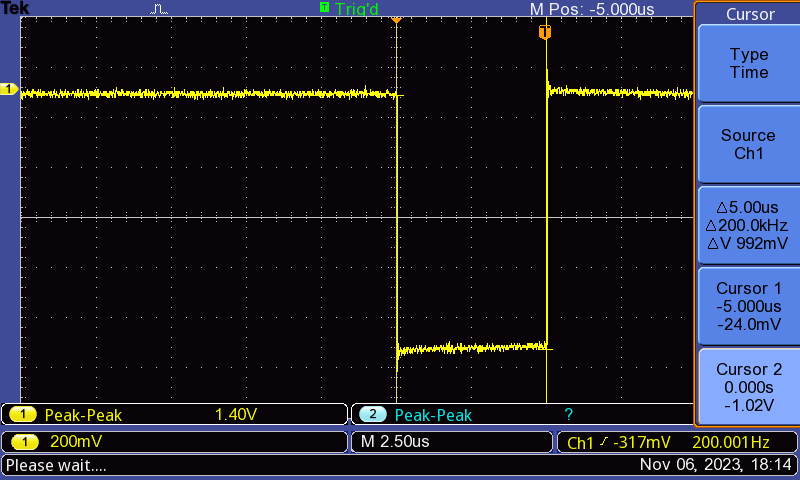 Tek
T Trig'd
M Pos: -5.000us
Cursor
T
1
Type
Time
Source
Ch1
△5.00us
△200.0kHz
△V 992mV
Cursor 1
-5.000us
-24.0mV
Cursor 2
0.000s
-1.02V
1 Peak-Peak 1.40V
2 Peak-Peak ?
1 200mV
M 2.50us
Ch1 -317mV 200.001Hz
Please wait....
Nov 06, 2023, 18:14